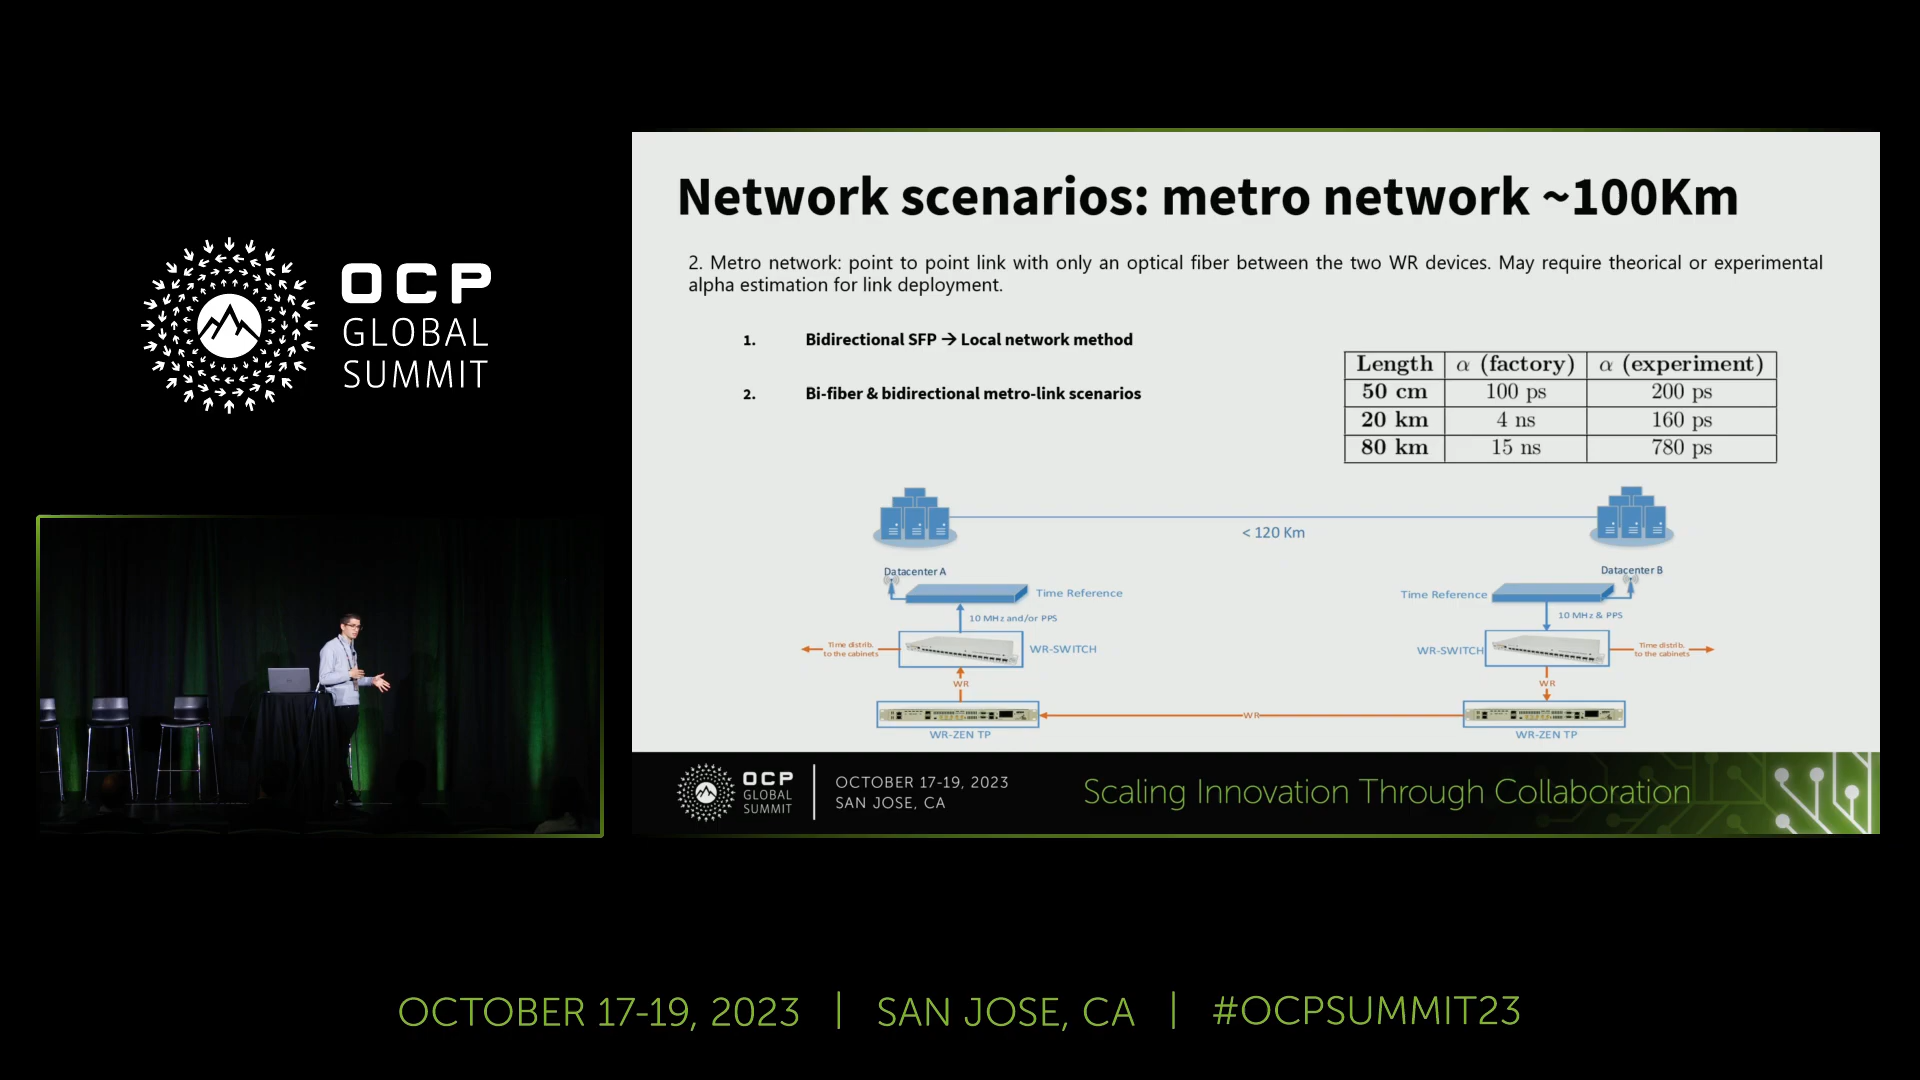 OCP
GLOBAL
SUMMIT
Network scenarios: metro network ~100Km
2. Metro network: point to point link with only an optical fiber between the two WR devices. May require theorical or experimental
alpha estimation for link deployment.
1. Bidirectional SFP → Local network method
2. Bi-fiber & bidirectional metro-link scenarios
Length α (factory) α (experiment)
50 cm 100 ps 200 ps
20 km 4 ns 160 ps
80 km 15 ns 780 ps
< 120 Km
Datacenter A
Datacenter B
Time Reference
Time Reference
10 MHz and/or PPS
10 MHz & PPS
Time distrib.
to the cabinets
WR-SWITCH
WR-SWITCH
Time distrib.
to the cabinets
WR
WR
WR
WR-ZEN TP
WR-ZEN TP
OCP
GLOBAL
SUMMIT
OCTOBER 17-19, 2023
SAN JOSE, CA
Scaling Innovation Through Collaboration
OCTOBER 17-19, 2023 | SAN JOSE, CA | #OCPSUMMIT23